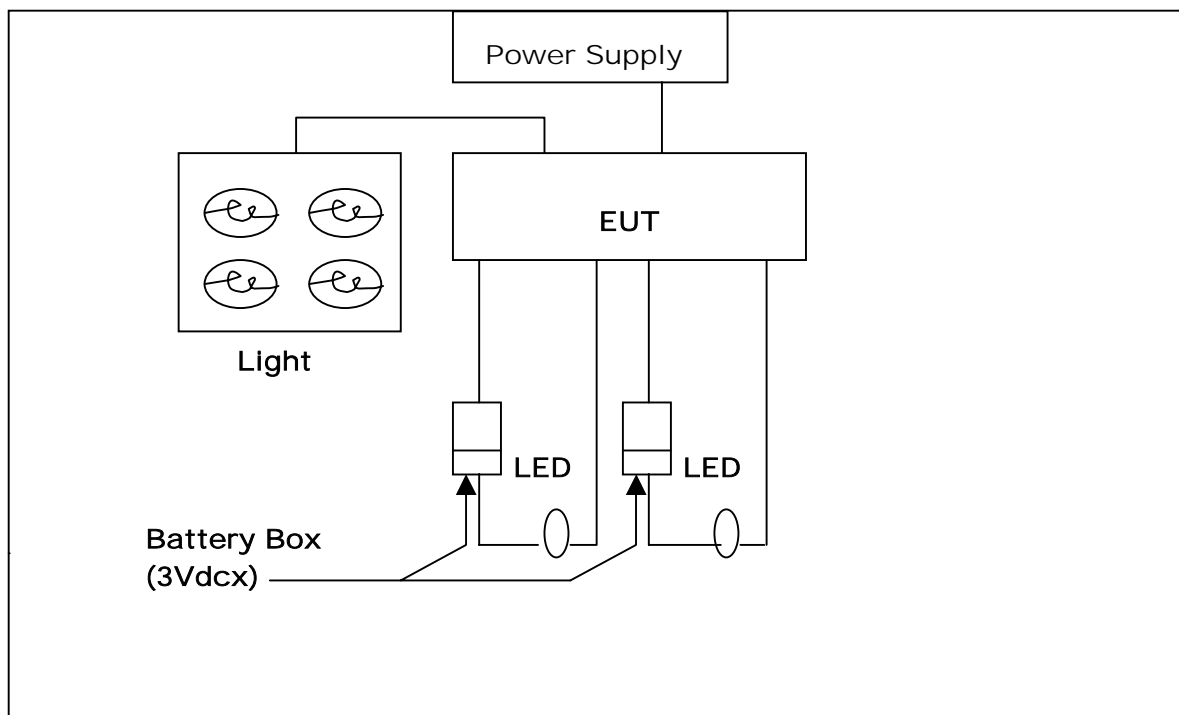 Power Supply
EUT
Light
LED
LED
Battery Box
(3Vdcx)